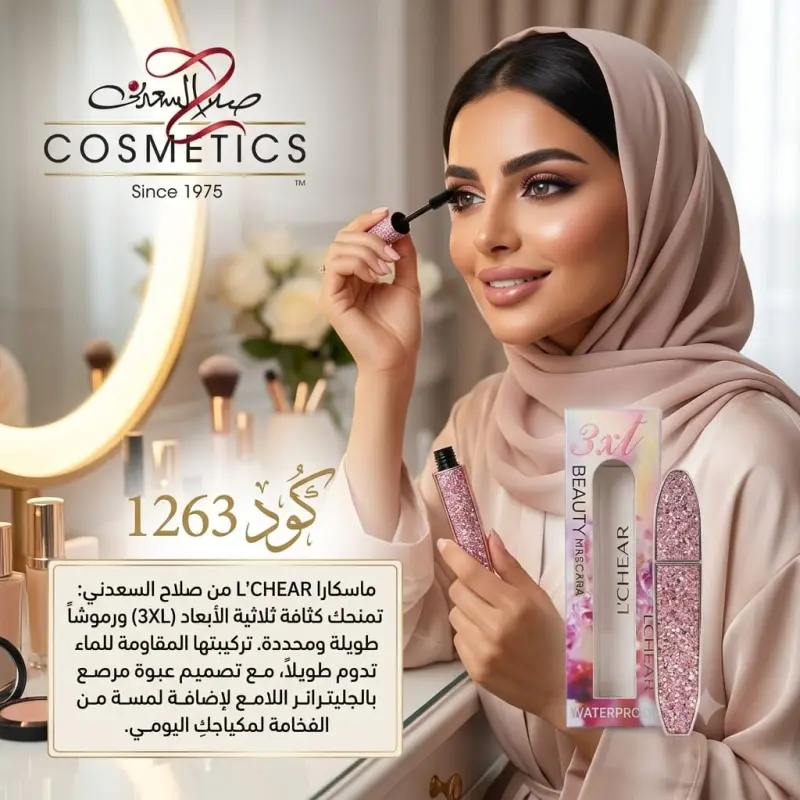 صلاح السعدني
COSMETICS
TM
Since 1975
كود 1263
ماسكارا L'CHEAR من صلاح السعدني:
تمنحك كثافة ثلاثية الأبعاد (3XL) ورموشاً
طويلة ومحددة. تركيبتها المقاومة للماء
تدوم طويلاً، مع تصميم عبوة مرصع
بالجليترانر اللامع لإضافة لمسة من
الفخامة لمكياجكِ اليومي.
3xl
BEAUTY MRSCARA
L'CHEAR
L'CHEAR
WATERPRO